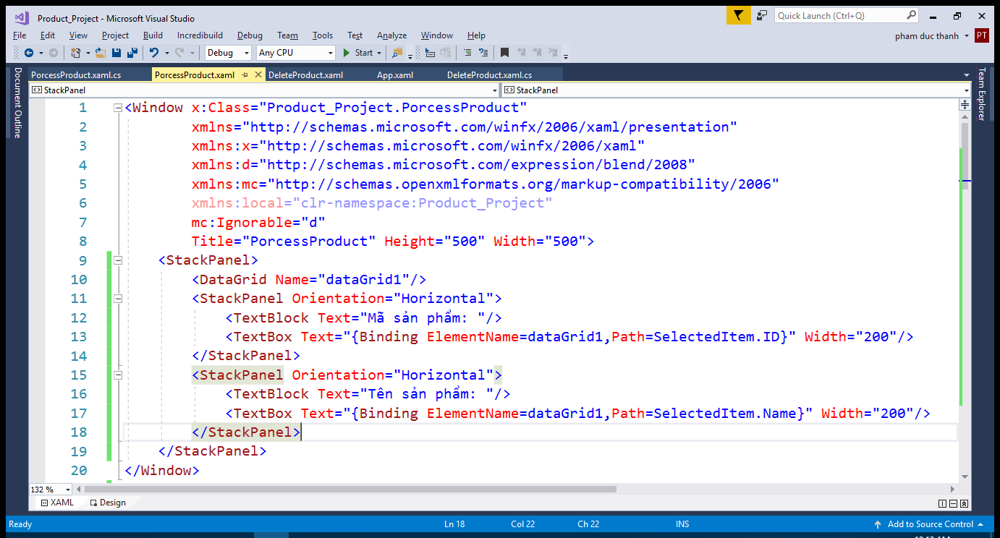 Product_Project - Microsoft Visual Studio
Quick Launch (Ctrl+Q)
File Edit View Project Build Incredibuild Debug Team Tools Test Analyze Window Help
pham duc thanh PT
Debug Any CPU Start
Document Outline
PorcessProduct.xaml.cs PorcessProduct.xaml DeleteProduct.xaml App.xaml DeleteProduct.xaml.cs
Team Explorer
StackPanel StackPanel
1 <Window x:Class="Product_Project.PorcessProduct"
2 xmlns="http://schemas.microsoft.com/winfx/2006/xaml/presentation"
3 xmlns:x="http://schemas.microsoft.com/winfx/2006/xaml"
4 xmlns:d="http://schemas.microsoft.com/expression/blend/2008"
5 xmlns:mc="http://schemas.openxmlformats.org/markup-compatibility/2006"
6 xmlns:local="clr-namespace:Product_Project"
7 mc:Ignorable="d"
8 Title="PorcessProduct" Height="500" Width="500">
9 <StackPanel>
10 <DataGrid Name="dataGrid1"/>
11 <StackPanel Orientation="Horizontal">
12 <TextBlock Text="Mã sản phẩm: "/>
13 <TextBox Text="{Binding ElementName=dataGrid1,Path=SelectedItem.ID}" Width="200"/>
14 </StackPanel>
15 <StackPanel Orientation="Horizontal">
16 <TextBlock Text="Tên sản phẩm: "/>
17 <TextBox Text="{Binding ElementName=dataGrid1,Path=SelectedItem.Name}" Width="200"/>
18 </StackPanel>
19 </StackPanel>
20 </Window>
132 %
XAML Design
Ready Ln 18 Col 22 Ch 22 INS Add to Source Control